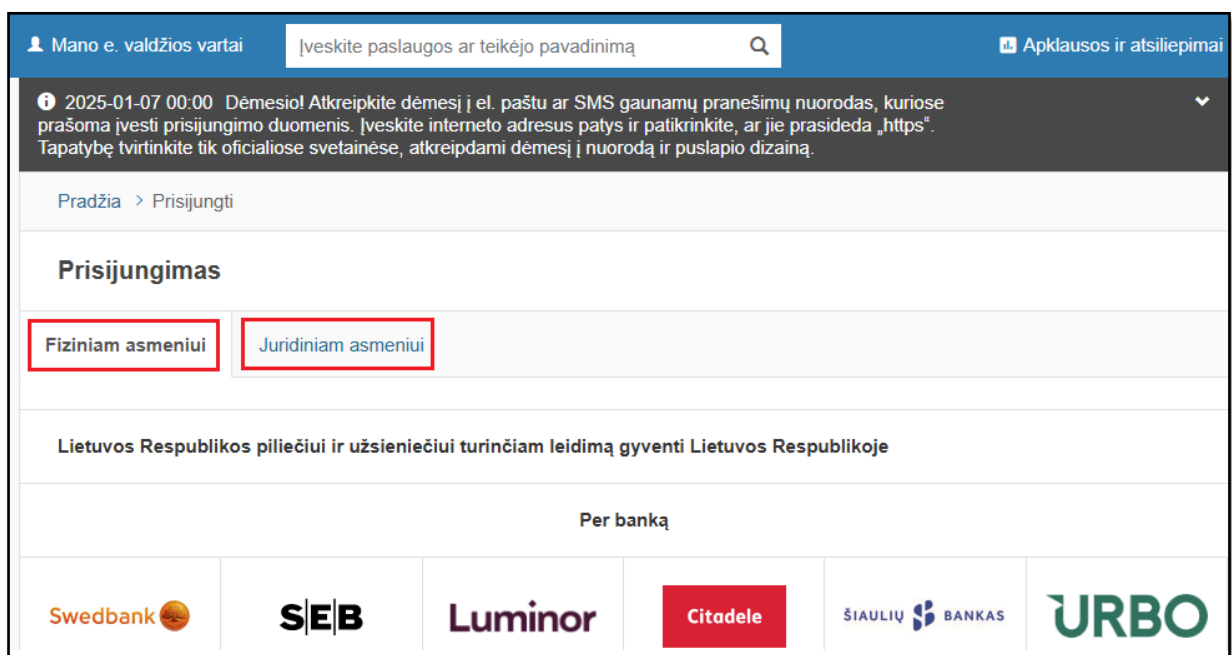 Mano e. valdžios vartai
Įveskite paslaugos ar teikėjo pavadinimą
Apklausos ir atsiliepimai
2025-01-07 00:00 Dėmesio! Atkreipkite dėmesį į el. paštu ar SMS gaunamų pranešimų nuorodas, kuriose
prašoma įvesti prisijungimo duomenis. Įveskite interneto adresus patys ir patikrinkite, ar jie prasideda „https“.
Tapatybę tvirtinkite tik oficialiose svetainėse, atkreipdami dėmesį į nuorodą ir puslapio dizainą.
Pradžia > Prisijungti
Prisijungimas
Fiziniam asmeniui
Juridiniam asmeniui
Lietuvos Respublikos piliečiui ir užsieniečiui turinčiam leidimą gyventi Lietuvos Respublikoje
Per banką
Swedbank
SEB
Luminor
Citadele
ŠIAULIŲ BANKAS
URBO